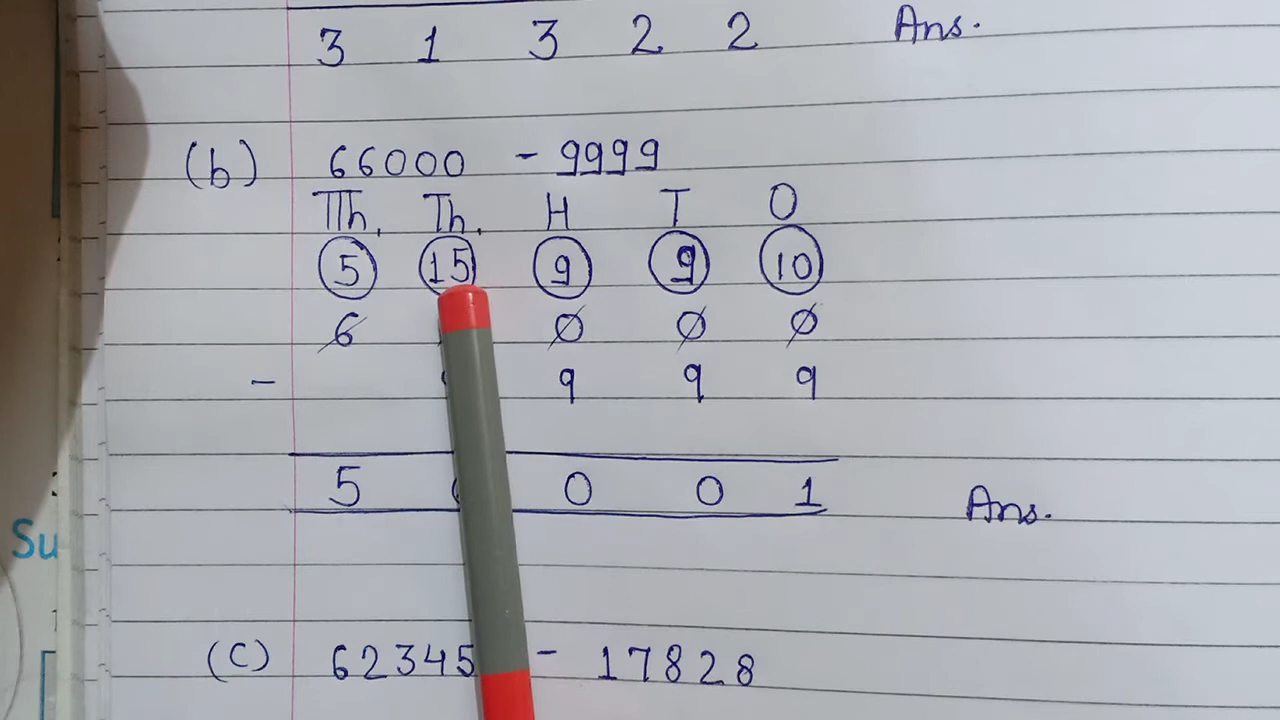 3 1 3 2 2 Ans.
(b) 66000 - 9999
TTh. Th. H T O
5 15 9 9 10
6 0 0 0
- 9 9 9
5 0 0 1 Ans.
Su
(C) 62345 - 17828